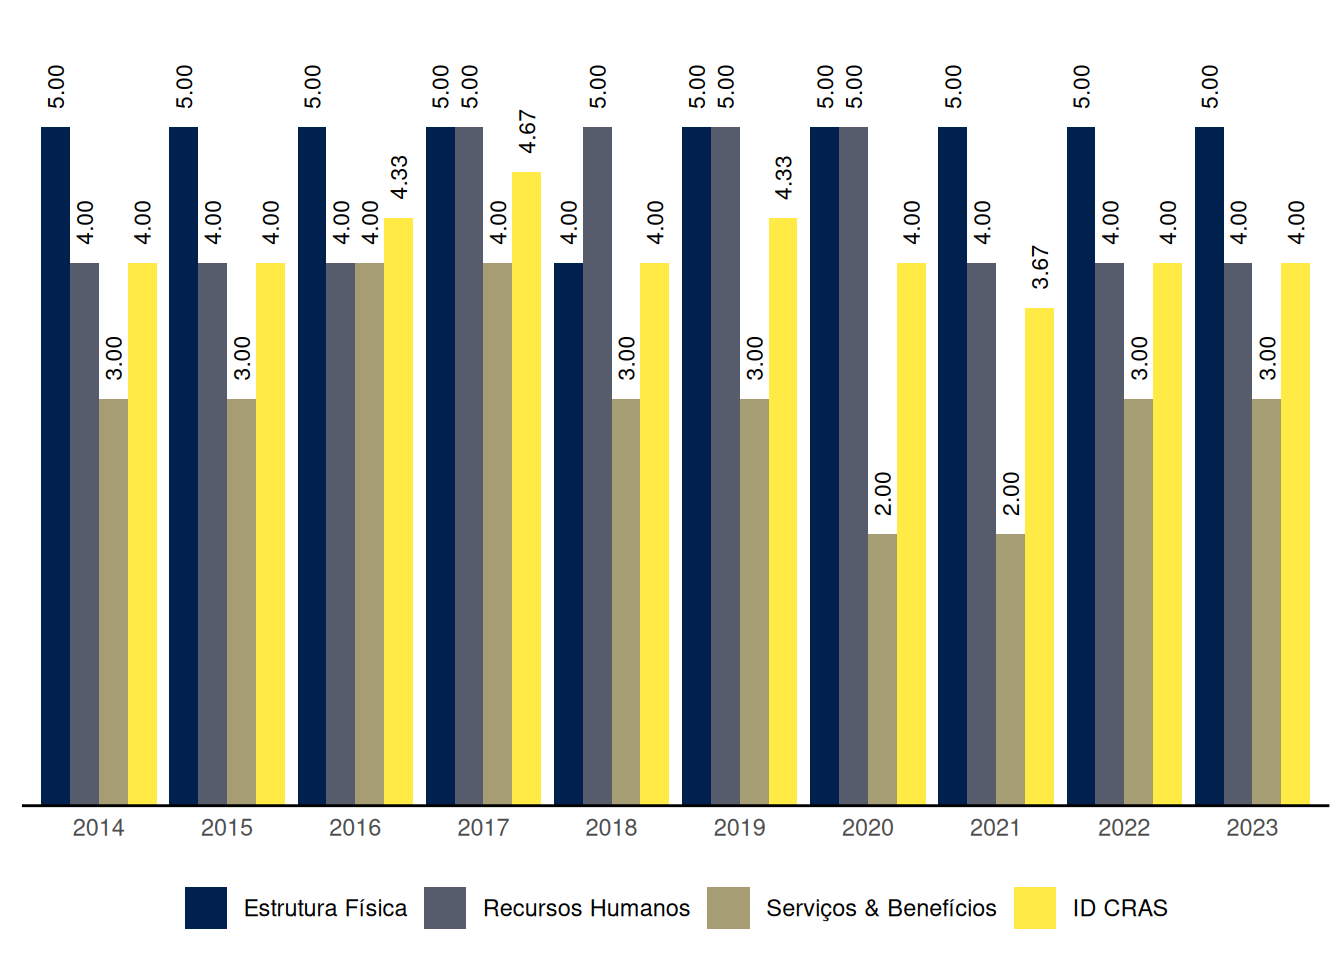 5.00 4.00 3.00 4.00
5.00 4.00 3.00 4.00
5.00 4.00 4.00 4.33
5.00 5.00 4.00 4.67
4.00 5.00 3.00 4.00
5.00 5.00 3.00 4.33
5.00 5.00 2.00 4.00
5.00 4.00 2.00 3.67
5.00 4.00 3.00 4.00
5.00 4.00 3.00 4.00
2014 2015 2016 2017 2018 2019 2020 2021 2022 2023
Estrutura Física Recursos Humanos Serviços & Benefícios ID CRAS